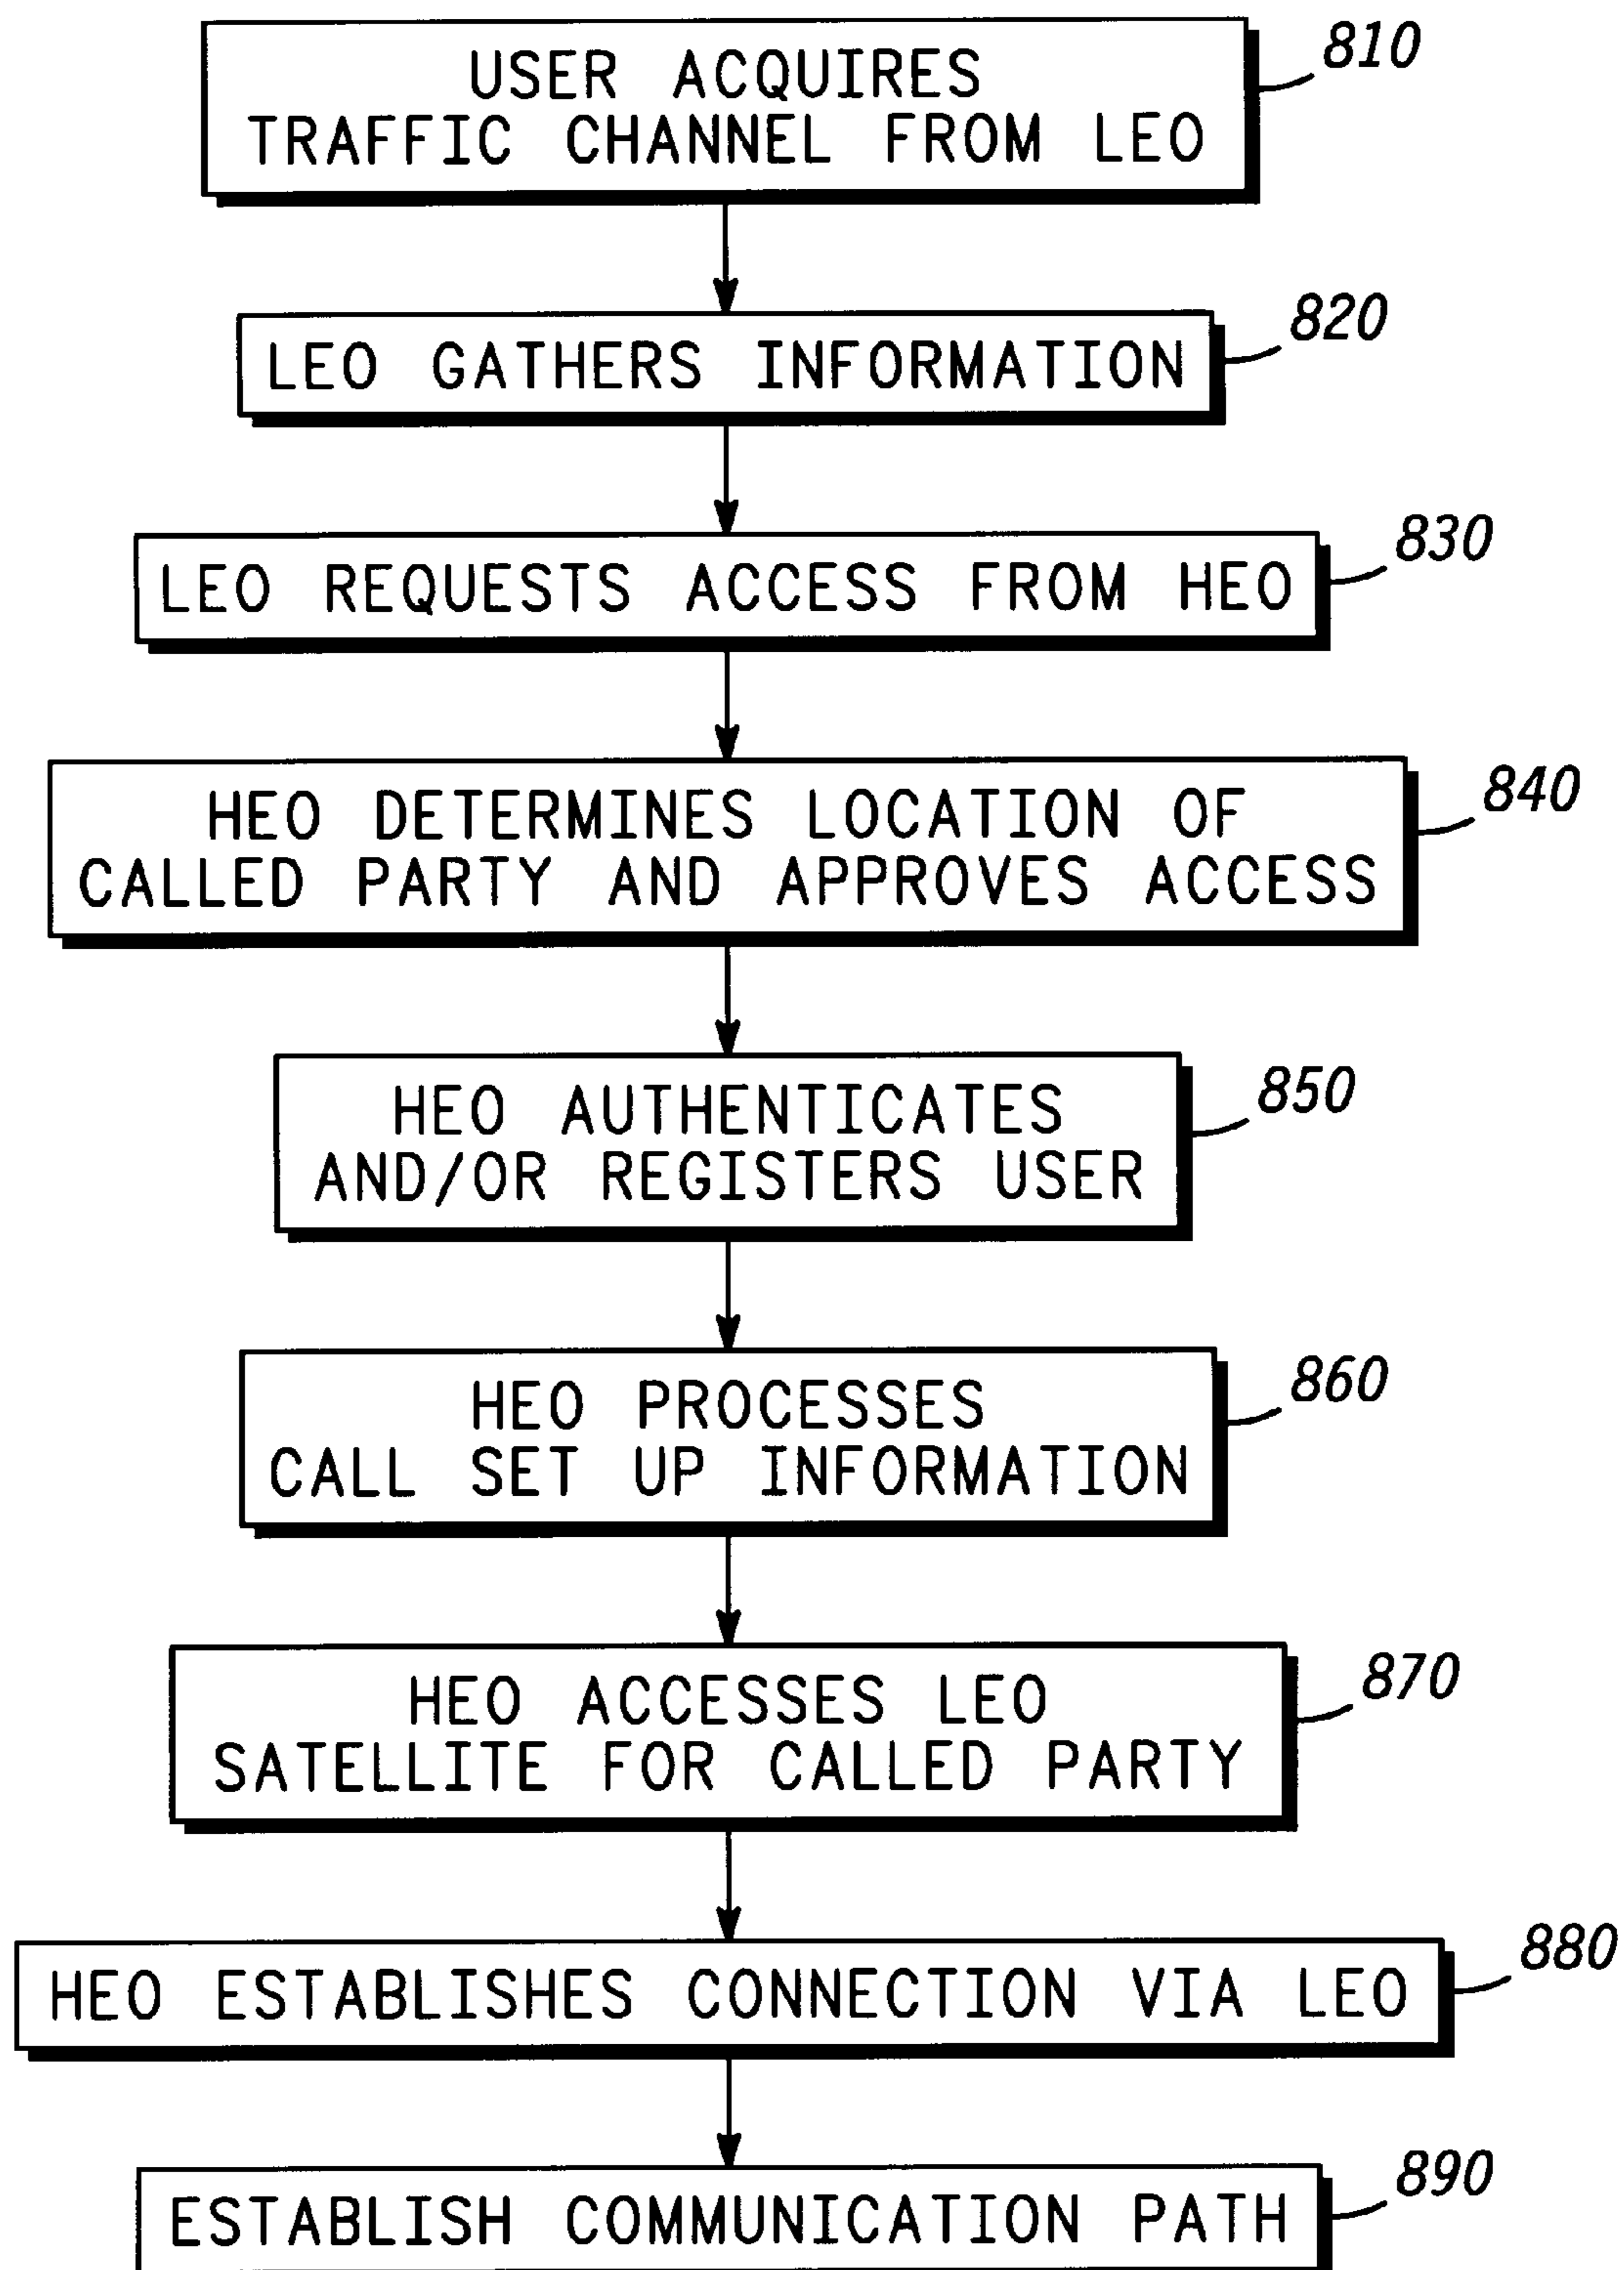 USER ACQUIRES
TRAFFIC CHANNEL FROM LEO
810
LEO GATHERS INFORMATION
820
LEO REQUESTS ACCESS FROM HEO
830
HEO DETERMINES LOCATION OF
CALLED PARTY AND APPROVES ACCESS
840
HEO AUTHENTICATES
AND/OR REGISTERS USER
850
HEO PROCESSES
CALL SET UP INFORMATION
860
HEO ACCESSES LEO
SATELLITE FOR CALLED PARTY
870
HEO ESTABLISHES CONNECTION VIA LEO
880
ESTABLISH COMMUNICATION PATH
890